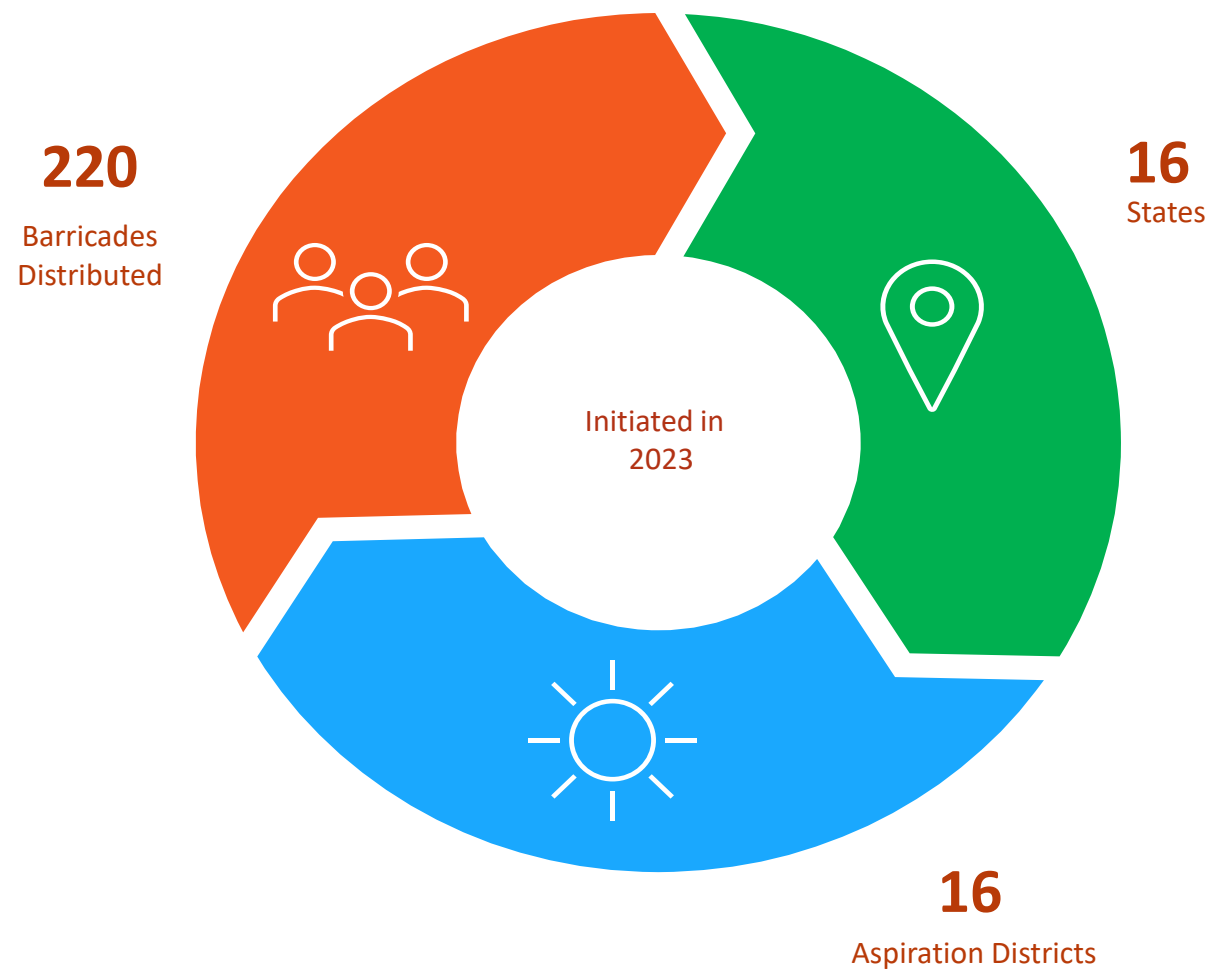 220
Barricades
Distributed
16
States
Initiated in
2023
16
Aspiration Districts